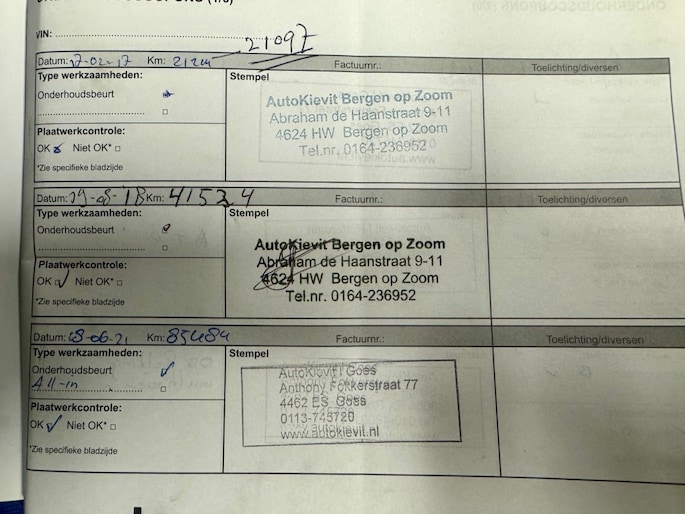 VIN:
21097
Datum: 17-02-17 Km: 21211 Factuurnr.: Toelichting/diversen
Type werkzaamheden: Stempel
Onderhoudsbeurt
AutoKievit Bergen op Zoom
Abraham de Haanstraat 9-11
4624 HW Bergen op Zoom
Tel.nr. 0164-236952
Plaatwerkcontrole:
OK Niet OK*
*Zie specifieke bladzijde
Datum: 29-08-18 Km: 41524 Factuurnr.: Toelichting/diversen
Type werkzaamheden: Stempel
Onderhoudsbeurt
AutoKievit Bergen op Zoom
Abraham de Haanstraat 9-11
4624 HW Bergen op Zoom
Tel.nr. 0164-236952
Plaatwerkcontrole:
OK Niet OK*
*Zie specifieke bladzijde
Datum: 08-06-21 Km: 85484 Factuurnr.: Toelichting/diversen
Type werkzaamheden: Stempel
Onderhoudsbeurt
All-in
AutoKievit Goes
Anthony Fokkerstraat 77
4462 ES Goes
0113-745720
www.autokievit.nl
Plaatwerkcontrole:
OK Niet OK*
*Zie specifieke bladzijde